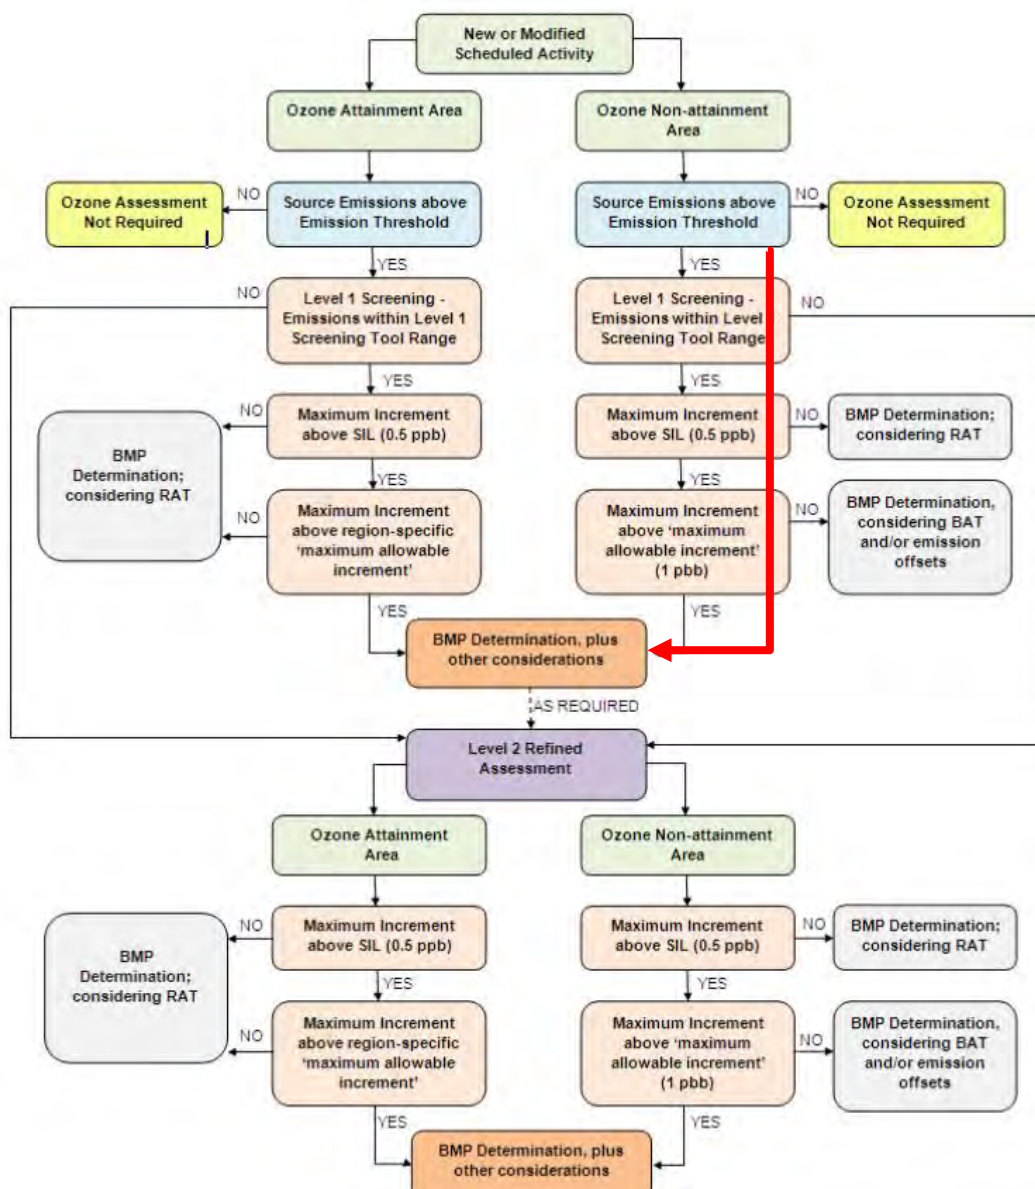 New or Modified
Scheduled Activity
Ozone Attainment Area
Ozone Non-attainment
Area
Ozone Assessment
Not Required
NO
Source Emissions above
Emission Threshold
Source Emissions above
Emission Threshold
NO
Ozone Assessment
Not Required
YES
YES
NO
Level 1 Screening -
Emissions within Level 1
Screening Tool Range
Level 1 Screening -
Emissions within Level
Screening Tool Range
NO
YES
YES
BMP
Determination;
considering RAT
NO
Maximum Increment
above SIL (0.5 ppb)
Maximum Increment
above SIL (0.5 ppb)
NO
BMP Determination;
considering RAT
YES
YES
NO
Maximum Increment
above region-specific
‘maximum allowable
increment’
Maximum Increment
above ‘maximum
allowable increment’
(1 pbb)
NO
BMP Determination,
considering BAT
and/or emission
offsets
YES
YES
BMP Determination, plus
other considerations
AS REQUIRED
Level 2 Refined
Assessment
Ozone Attainment
Area
Ozone Non-attainment
Area
BMP
Determination;
considering RAT
NO
Maximum Increment
above SIL (0.5 ppb)
Maximum Increment
above SIL (0.5 ppb)
NO
BMP Determination;
considering RAT
YES
YES
NO
Maximum Increment
above region-specific
‘maximum allowable
increment’
Maximum Increment
above ‘maximum
allowable increment’
(1 pbb)
NO
BMP Determination,
considering BAT
and/or emission
offsets
YES
YES
BMP Determination, plus
other considerations